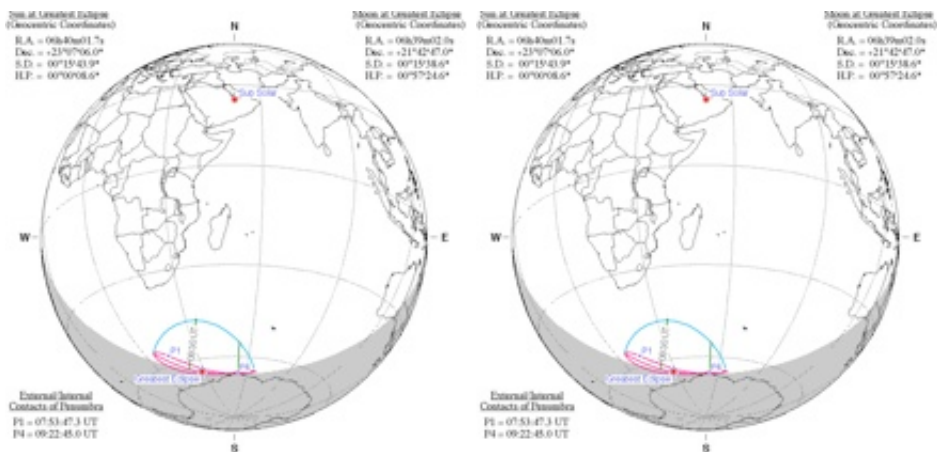 Sun at Greatest Eclipse
(Geocentric Coordinates)
R.A. = 06h40m01.7s
Dec. = +23°07'06.0"
S.D. = 00°15'43.9"
H.P. = 00°00'08.6"
Moon at Greatest Eclipse
(Geocentric Coordinates)
R.A. = 06h39m02.0s
Dec. = +21°42'47.0"
S.D. = 00°15'38.6"
H.P. = 00°57'24.6"
N
Sub Solar
W
E
P1
P4
Greatest Eclipse
S
External/Internal
Contacts of Penumbra
P1 = 07:53:47.3 UT
P4 = 09:22:45.0 UT
Sun at Greatest Eclipse
(Geocentric Coordinates)
R.A. = 06h40m01.7s
Dec. = +23°07'06.0"
S.D. = 00°15'43.9"
H.P. = 00°00'08.6"
Moon at Greatest Eclipse
(Geocentric Coordinates)
R.A. = 06h39m02.0s
Dec. = +21°42'47.0"
S.D. = 00°15'38.6"
H.P. = 00°57'24.6"
N
Sub Solar
W
E
P1
P4
Greatest Eclipse
S
External/Internal
Contacts of Penumbra
P1 = 07:53:47.3 UT
P4 = 09:22:45.0 UT